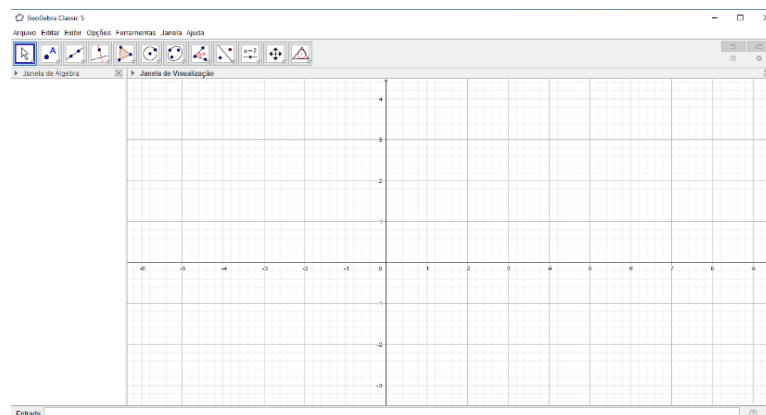 GeoGebra Classic 5
Arquivo Editar Exibir Opções Ferramentas Janela Ajuda
A
a=2
Janela de Álgebra
Janela de Visualização
4
3
2
1
-6 -5 -4 -3 -2 -1 0 1 2 3 4 5 6 7 8 9
-1
-2
-3
Entrada: